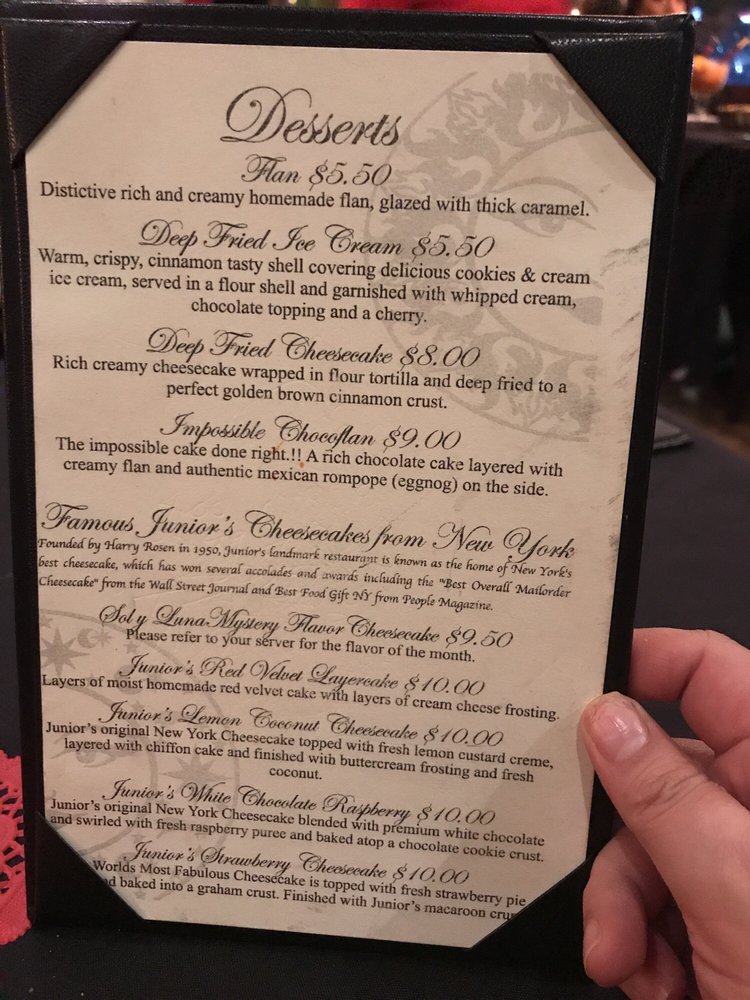 Desserts
Flan $5.50
Distictive rich and creamy homemade flan, glazed with thick caramel.
Deep Fried Ice Cream $5.50
Warm, crispy, cinnamon tasty shell covering delicious cookies & cream
ice cream, served in a flour shell and garnished with whipped cream,
chocolate topping and a cherry.
Deep Fried Cheesecake $8.00
Rich creamy cheesecake wrapped in flour tortilla and deep fried to a
perfect golden brown cinnamon crust.
Impossible Chocoflan $9.00
The impossible cake done right.!! A rich chocolate cake layered with
creamy flan and authentic mexican rompope (eggnog) on the side.
Famous Junior's Cheesecakes from New York
Founded by Harry Rosen in 1950, Junior's landmark restaurant is known as the home of New York's
best cheesecake, which has won several accolades and awards including the "Best Overall Mailorder
Cheesecake" from the Wall Street Journal and Best Food Gift NY from People Magazine.
Sol y Luna-Mystery Flavor Cheesecake $9.50
Please refer to your server for the flavor of the month.
Junior's Red Velvet Layercake $10.00
Layers of moist homemade red velvet cake with layers of cream cheese frosting.
Junior's Lemon Coconut Cheesecake $10.00
Junior's original New York Cheesecake topped with fresh lemon custard creme,
layered with chiffon cake and finished with buttercream frosting and fresh
coconut.
Junior's White Chocolate Raspberry $10.00
Junior's original New York Cheesecake blended with premium white chocolate
and swirled with fresh raspberry puree and baked atop a chocolate cookie crust.
Junior's Strawberry Cheesecake $10.00
Worlds Most Fabulous Cheesecake is topped with fresh strawberry pie
baked into a graham crust. Finished with Junior's macaroon